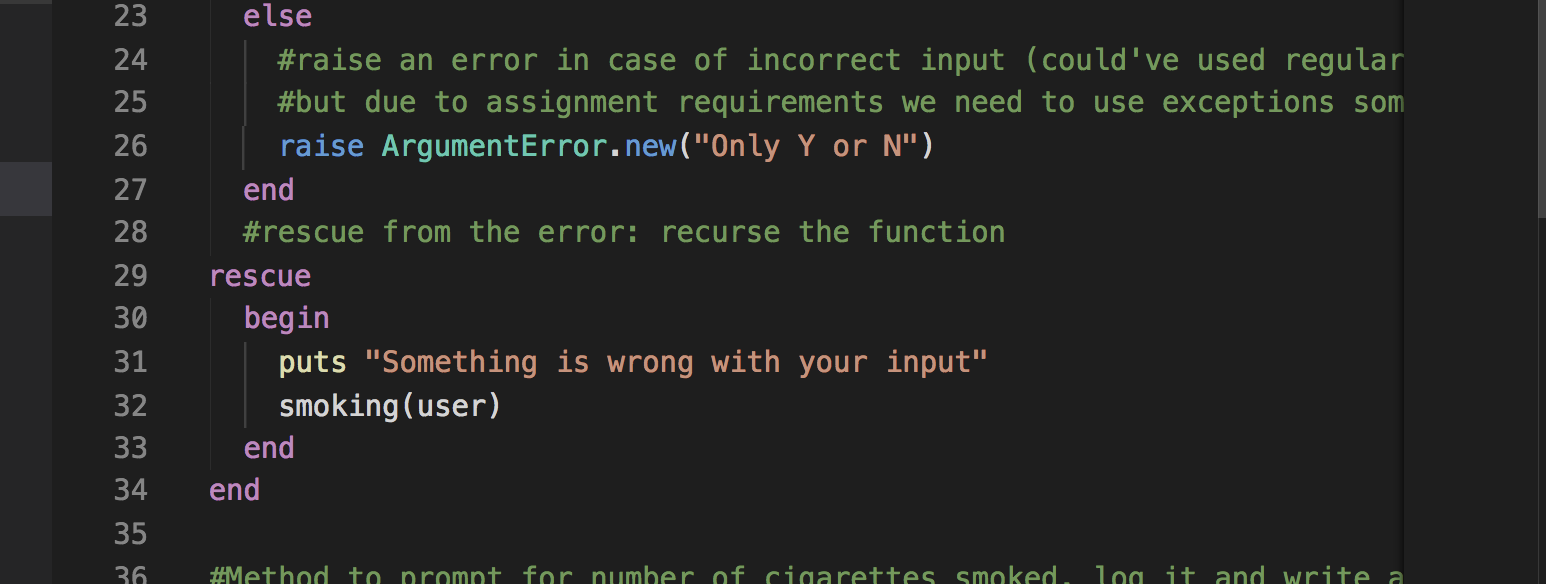 23 else
24 #raise an error in case of incorrect input (could've used regular
25 #but due to assignment requirements we need to use exceptions som
26 raise ArgumentError.new("Only Y or N")
27 end
28 #rescue from the error: recurse the function
29 rescue
30 begin
31 puts "Something is wrong with your input"
32 smoking(user)
33 end
34 end
35
36 #Method to prompt for number of cigarettes smoked, log it and write a